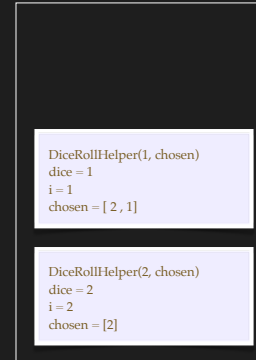 DiceRollHelper(1, chosen)
dice = 1
i = 1
chosen = [ 2 , 1]
DiceRollHelper(2, chosen)
dice = 2
i = 2
chosen = [2]